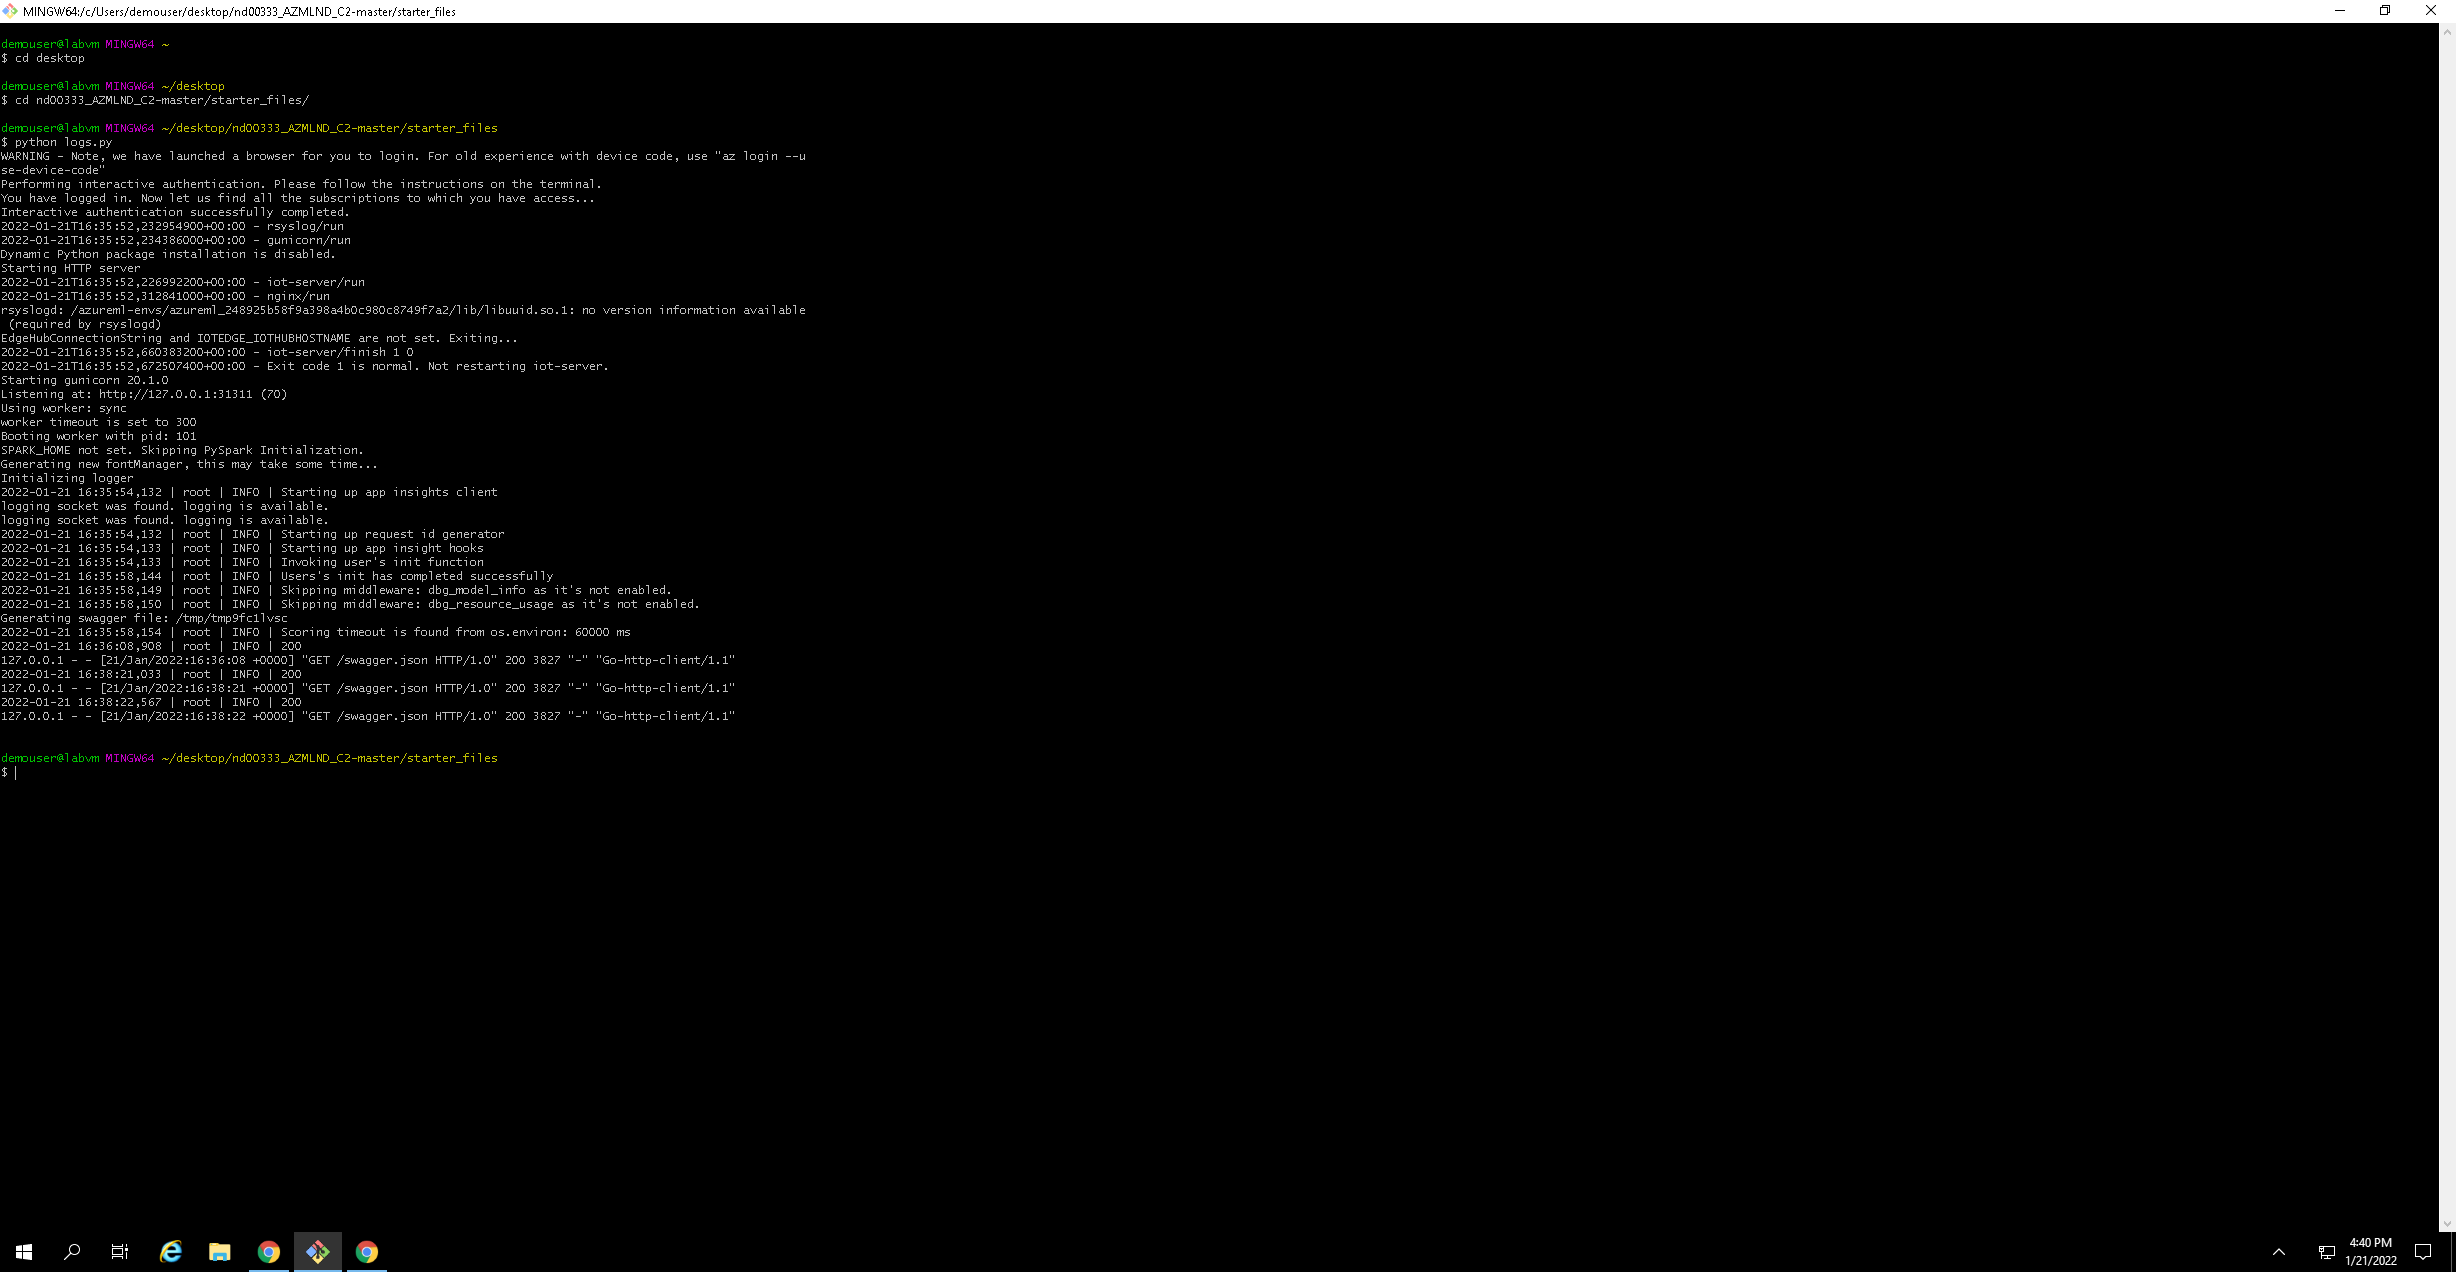 MINGW64:/c/Users/demouser/desktop/nd00333_AZMLND_C2-master/starter_files
demouser@labvm MINGW64 ~
$ cd desktop
demouser@labvm MINGW64 ~/desktop
$ cd nd00333_AZMLND_C2-master/starter_files/
demouser@labvm MINGW64 ~/desktop/nd00333_AZMLND_C2-master/starter_files
$ python logs.py
WARNING - Note, we have launched a browser for you to login. For old experience with device code, use "az login --u
se-device-code"
Performing interactive authentication. Please follow the instructions on the terminal.
You have logged in. Now let us find all the subscriptions to which you have access...
Interactive authentication successfully completed.
2022-01-21T16:35:52,232954900+00:00 - rsyslog/run
2022-01-21T16:35:52,234386000+00:00 - gunicorn/run
Dynamic Python package installation is disabled.
Starting HTTP server
2022-01-21T16:35:52,226992200+00:00 - iot-server/run
2022-01-21T16:35:52,312841000+00:00 - nginx/run
rsyslogd: /azureml-envs/azureml_248925b58f9a398a4b0c980c8749f7a2/lib/libuuid.so.1: no version information available
 (required by rsyslogd)
EdgeHubConnectionString and IOTEDGE_IOTHUBHOSTNAME are not set. Exiting...
2022-01-21T16:35:52,660383200+00:00 - iot-server/finish 1 0
2022-01-21T16:35:52,672507400+00:00 - Exit code 1 is normal. Not restarting iot-server.
Starting gunicorn 20.1.0
Listening at: http://127.0.0.1:31311 (70)
Using worker: sync
worker timeout is set to 300
Booting worker with pid: 101
SPARK_HOME not set. Skipping PySpark Initialization.
Generating new fontManager, this may take some time...
Initializing logger
2022-01-21 16:35:54,132 | root | INFO | Starting up app insights client
logging socket was found. logging is available.
logging socket was found. logging is available.
2022-01-21 16:35:54,132 | root | INFO | Starting up request id generator
2022-01-21 16:35:54,133 | root | INFO | Starting up app insight hooks
2022-01-21 16:35:54,133 | root | INFO | Invoking user's init function
2022-01-21 16:35:58,144 | root | INFO | Users's init has completed successfully
2022-01-21 16:35:58,149 | root | INFO | Skipping middleware: dbg_model_info as it's not enabled.
2022-01-21 16:35:58,150 | root | INFO | Skipping middleware: dbg_resource_usage as it's not enabled.
Generating swagger file: /tmp/tmp9fc1lvsc
2022-01-21 16:35:58,154 | root | INFO | Scoring timeout is found from os.environ: 60000 ms
2022-01-21 16:36:08,908 | root | INFO | 200
127.0.0.1 - - [21/Jan/2022:16:36:08 +0000] "GET /swagger.json HTTP/1.0" 200 3827 "-" "Go-http-client/1.1"
2022-01-21 16:38:21,033 | root | INFO | 200
127.0.0.1 - - [21/Jan/2022:16:38:21 +0000] "GET /swagger.json HTTP/1.0" 200 3827 "-" "Go-http-client/1.1"
2022-01-21 16:38:22,567 | root | INFO | 200
127.0.0.1 - - [21/Jan/2022:16:38:22 +0000] "GET /swagger.json HTTP/1.0" 200 3827 "-" "Go-http-client/1.1"
demouser@labvm MINGW64 ~/desktop/nd00333_AZMLND_C2-master/starter_files
$
4:40 PM
1/21/2022